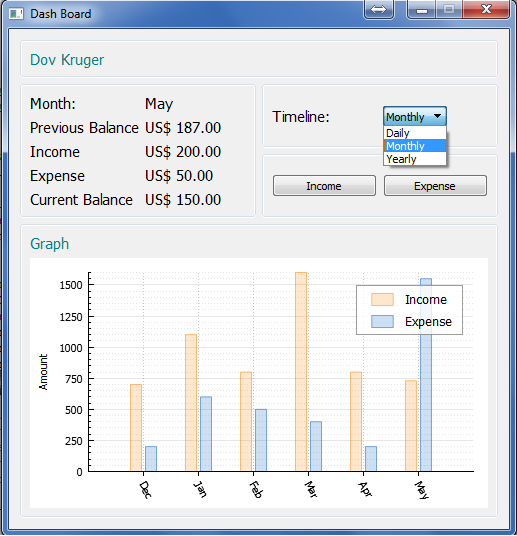 Dash Board
Dov Kruger
Month: May
Previous Balance US$ 187.00
Income US$ 200.00
Expense US$ 50.00
Current Balance US$ 150.00
Timeline: Monthly
Daily
Monthly
Yearly
Income Expense
Graph
Income
Expense
Amount
1500
1250
1000
750
500
250
0
Dec Jan Feb Mar Apr May